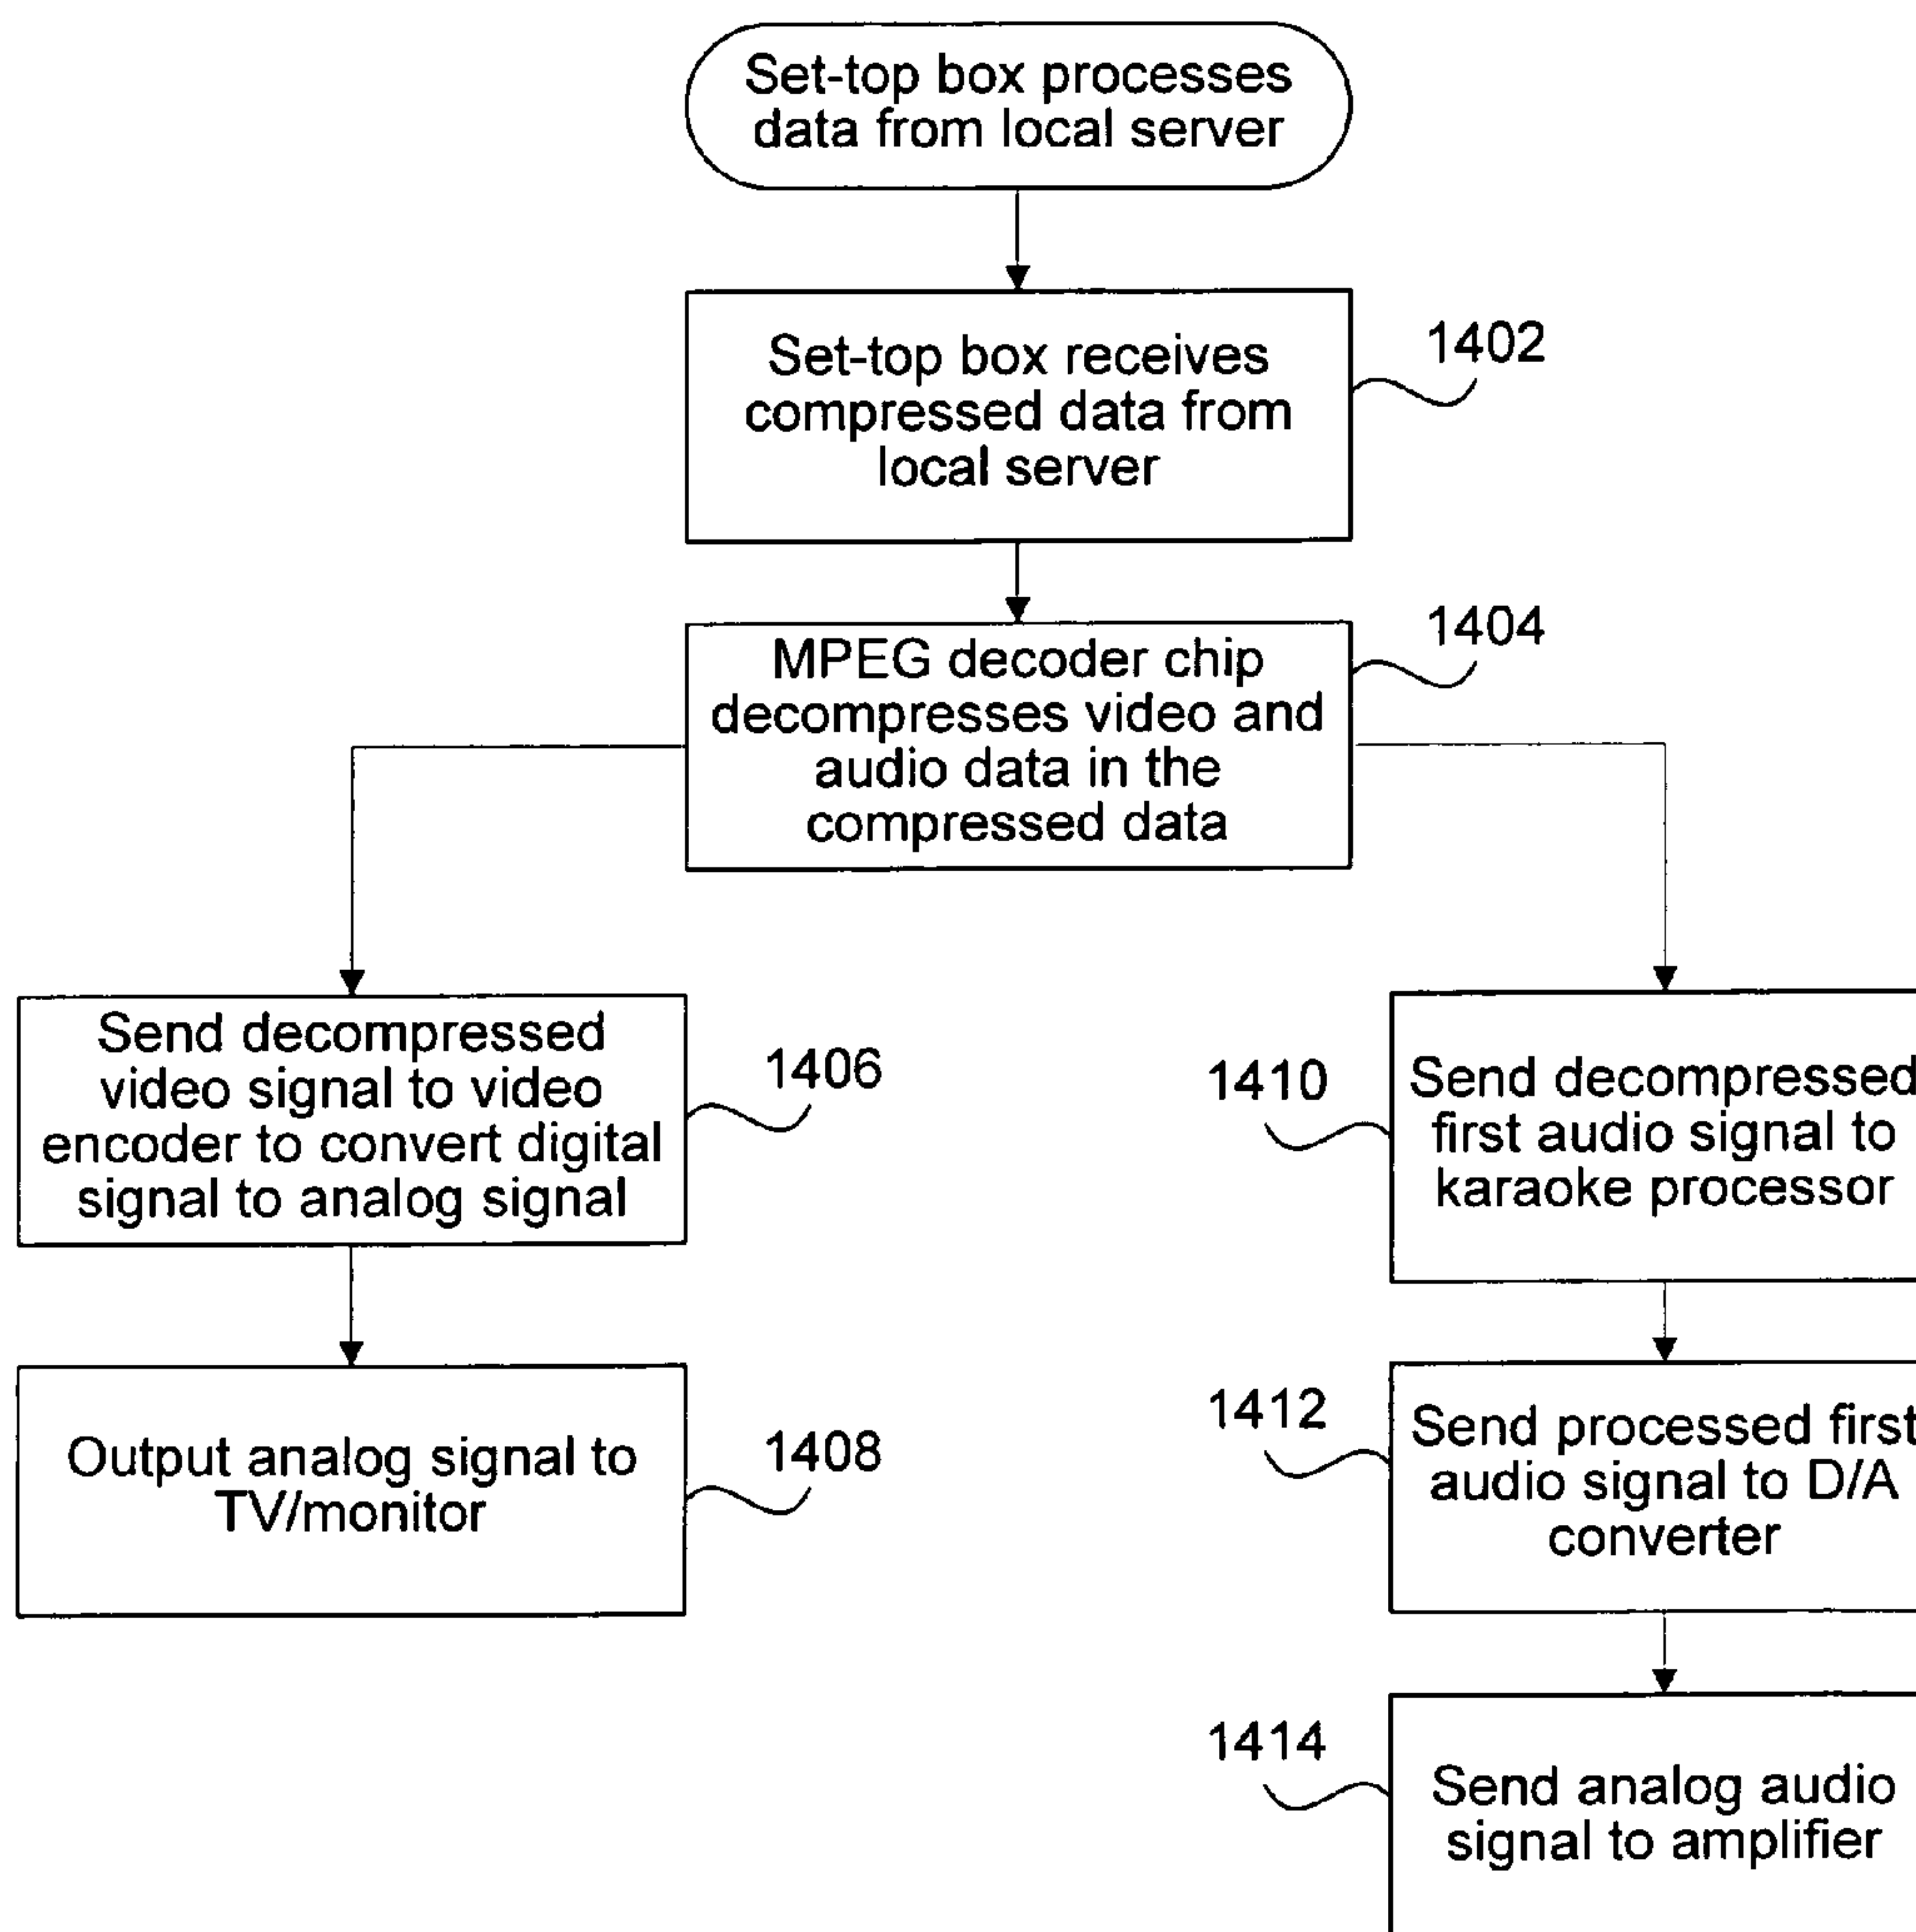 Set-top box processes
data from local server
Set-top box receives
compressed data from
local server
1402
MPEG decoder chip
decompresses video and
audio data in the
compressed data
1404
Send decompressed
video signal to video
encoder to convert digital
signal to analog signal
1406
Output analog signal to
TV/monitor
1408
1410
Send decompressed
first audio signal to
karaoke processor
1412
Send processed first
audio signal to D/A
converter
1414
Send analog audio
signal to amplifier